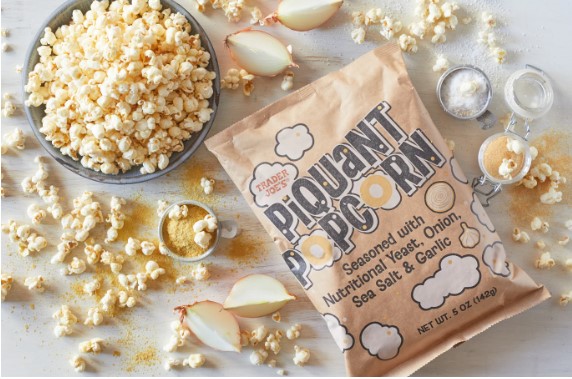 TRADER JOE'S
PIQUANT
POPCORN
Seasoned with
Nutritional Yeast, Onion,
Sea Salt & Garlic
NET WT. 5 OZ (142g)